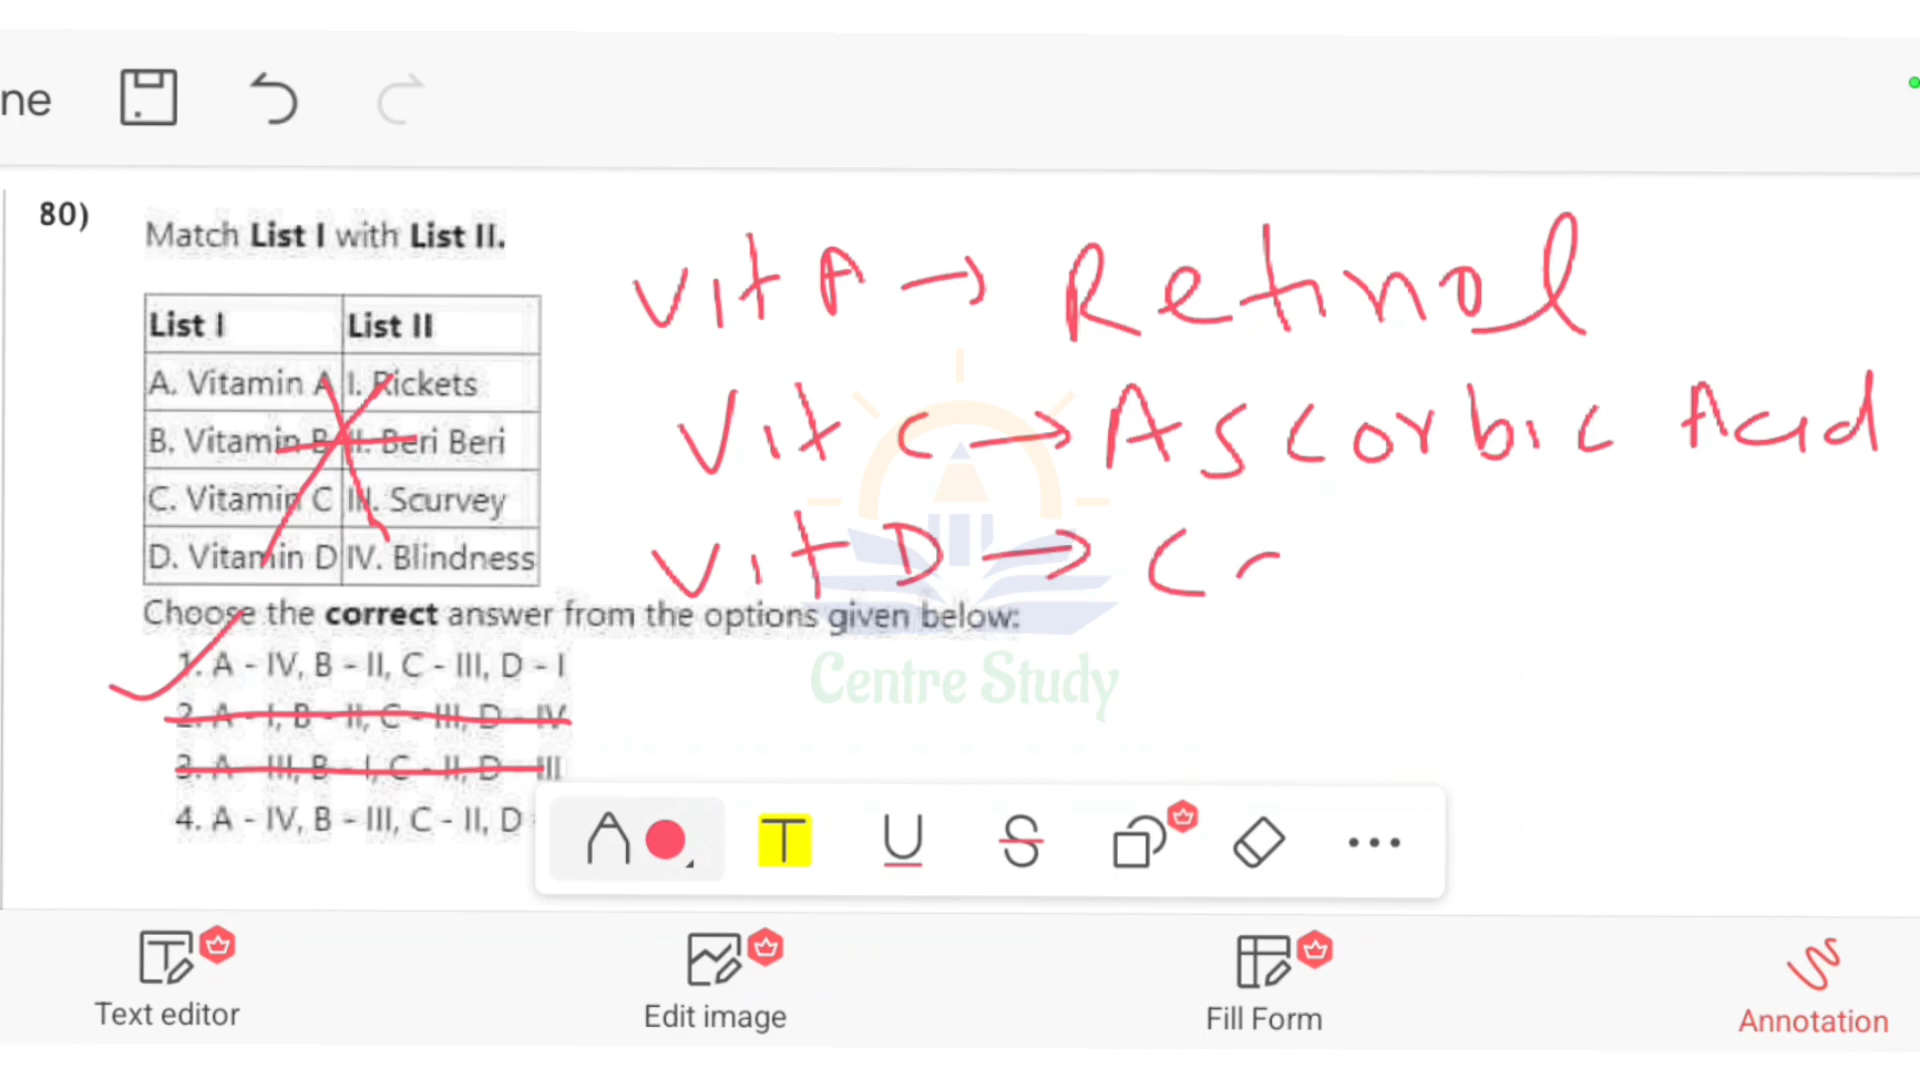 ne
80)
Match List I with List II.
List I List II
A. Vitamin A I. Rickets
B. Vitamin B II. Beri Beri
C. Vitamin C III. Scurvey
D. Vitamin D IV. Blindness
Choose the correct answer from the options given below:
1. A - IV, B - II, C - III, D - I
2. A - I, B - II, C - III, D - IV
3. A - III, B - I, C - II, D - III
4. A - IV, B - III, C - II, D
Vit A → Retinol
Vit C → Ascorbic Acid
Vit D → C
Centre Study
Text editor
Edit image
Fill Form
Annotation